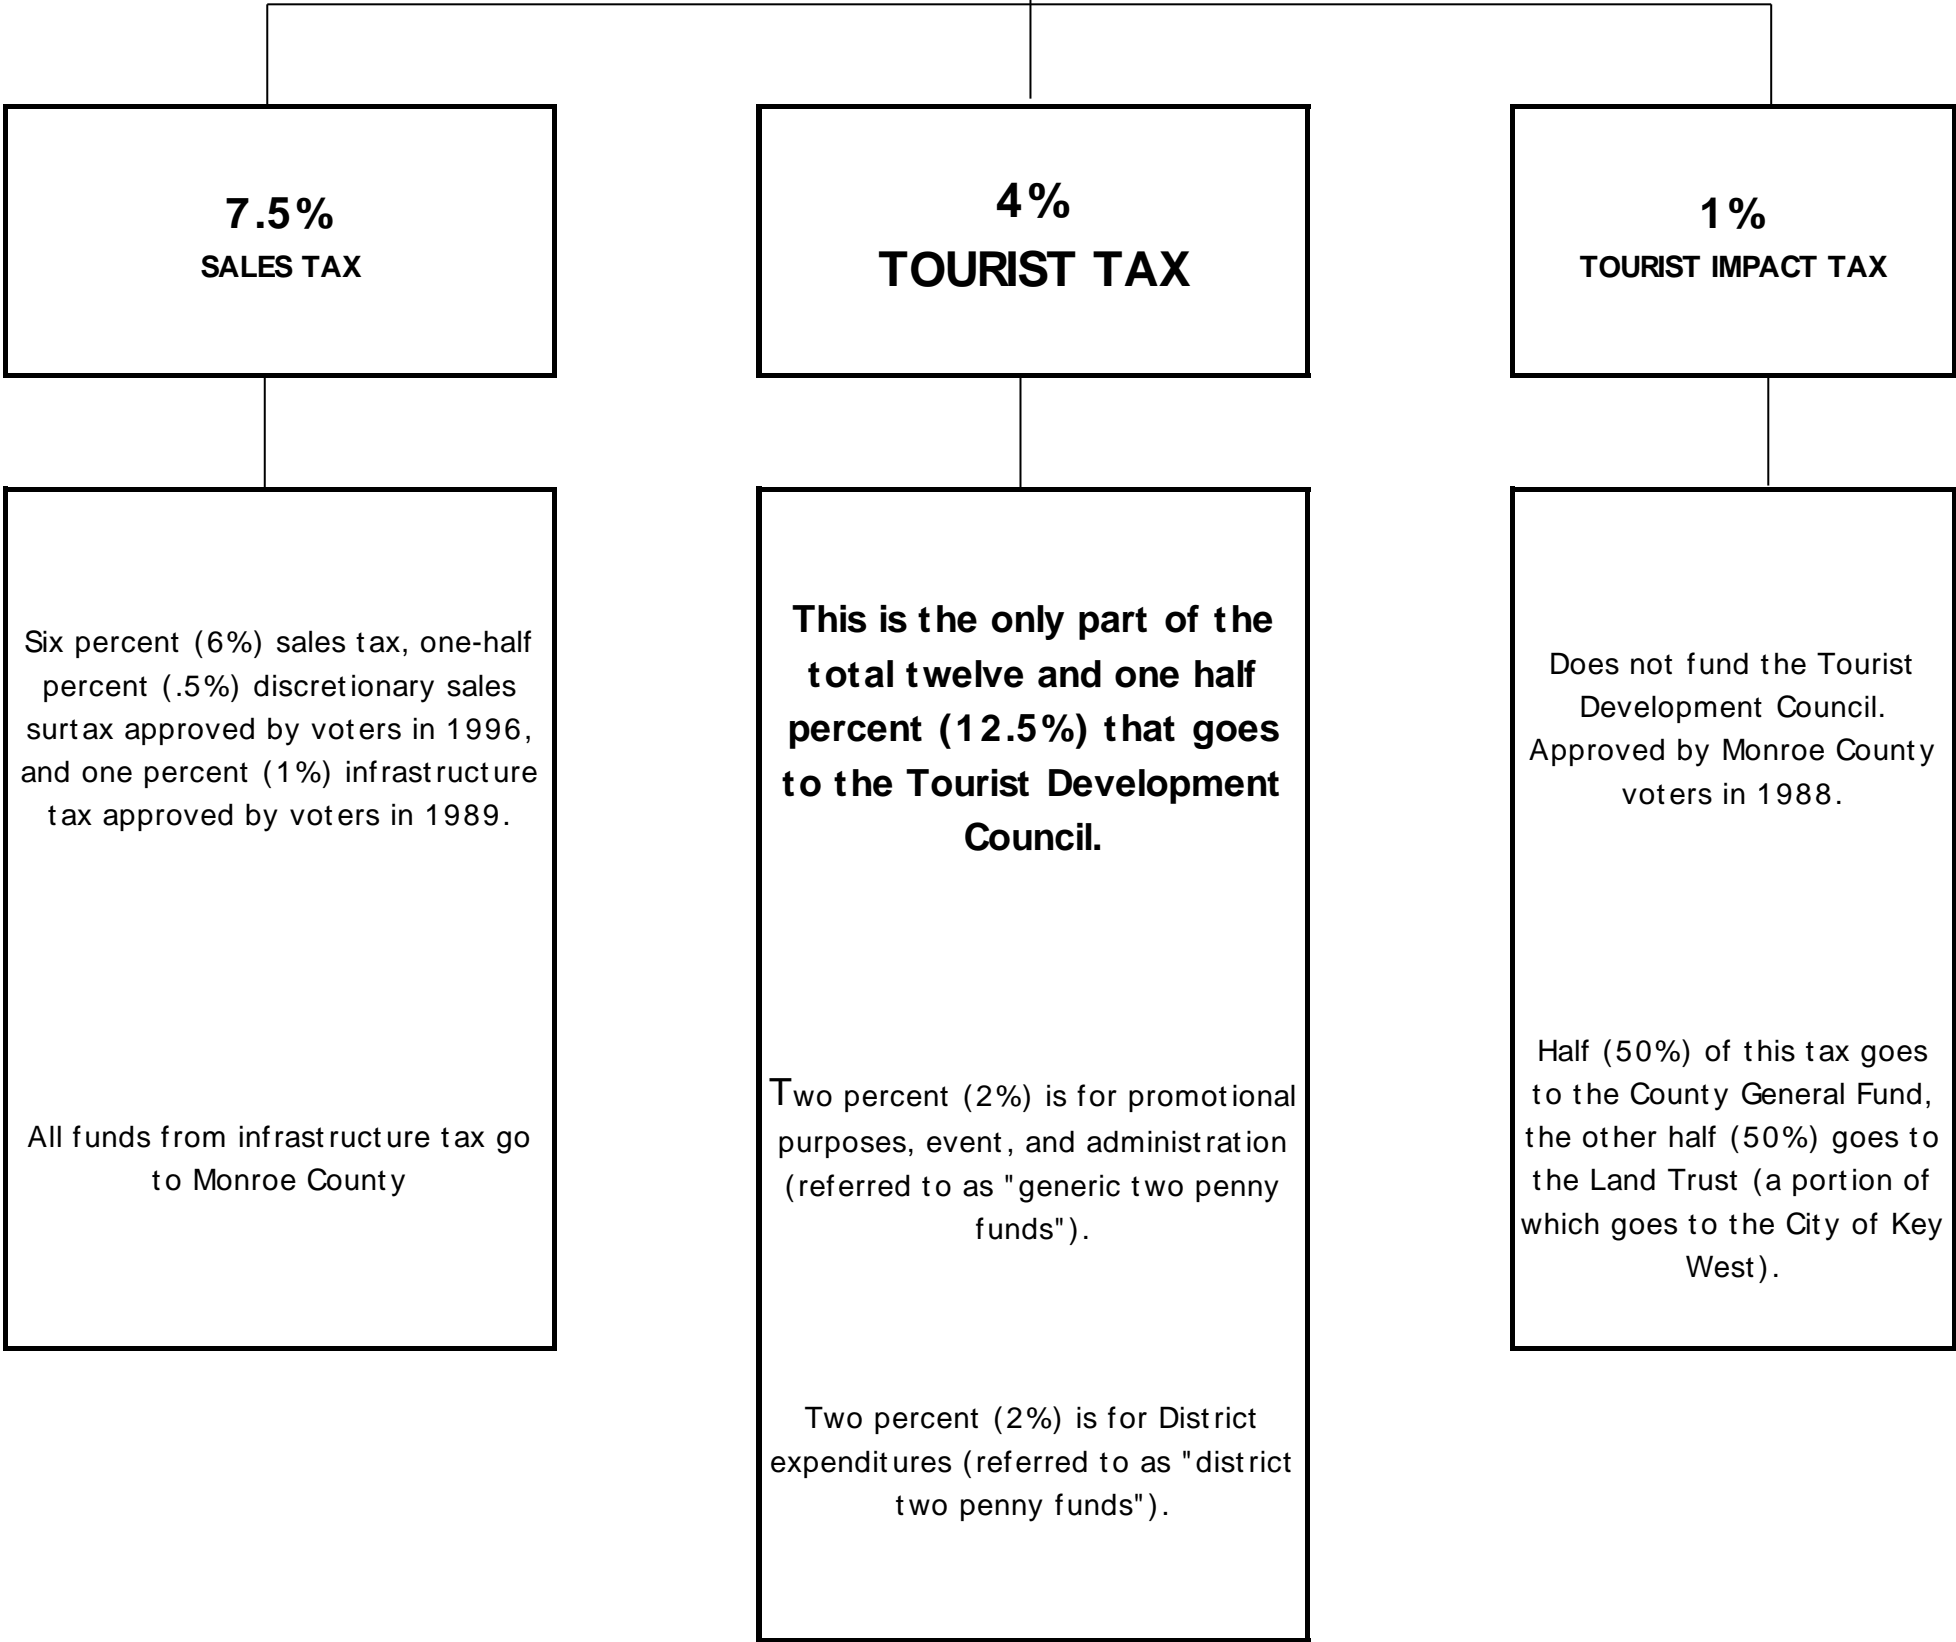 7.5%
SALES TAX
4%
TOURIST TAX
1%
TOURIST IMPACT TAX
Six percent (6%) sales tax, one-half
percent (.5%) discretionary sales
surtax approved by voters in 1996,
and one percent (1%) infrastructure
tax approved by voters in 1989.
All funds from infrastructure tax go
to Monroe County
This is the only part of the
total twelve and one half
percent (12.5%) that goes
to the Tourist Development
Council.
Two percent (2%) is for promotional
purposes, event, and administration
(referred to as "generic two penny
funds").
Two percent (2%) is for District
expenditures (referred to as "district
two penny funds").
Does not fund the Tourist
Development Council.
Approved by Monroe County
voters in 1988.
Half (50%) of this tax goes
to the County General Fund,
the other half (50%) goes to
the Land Trust (a portion of
which goes to the City of Key
West).